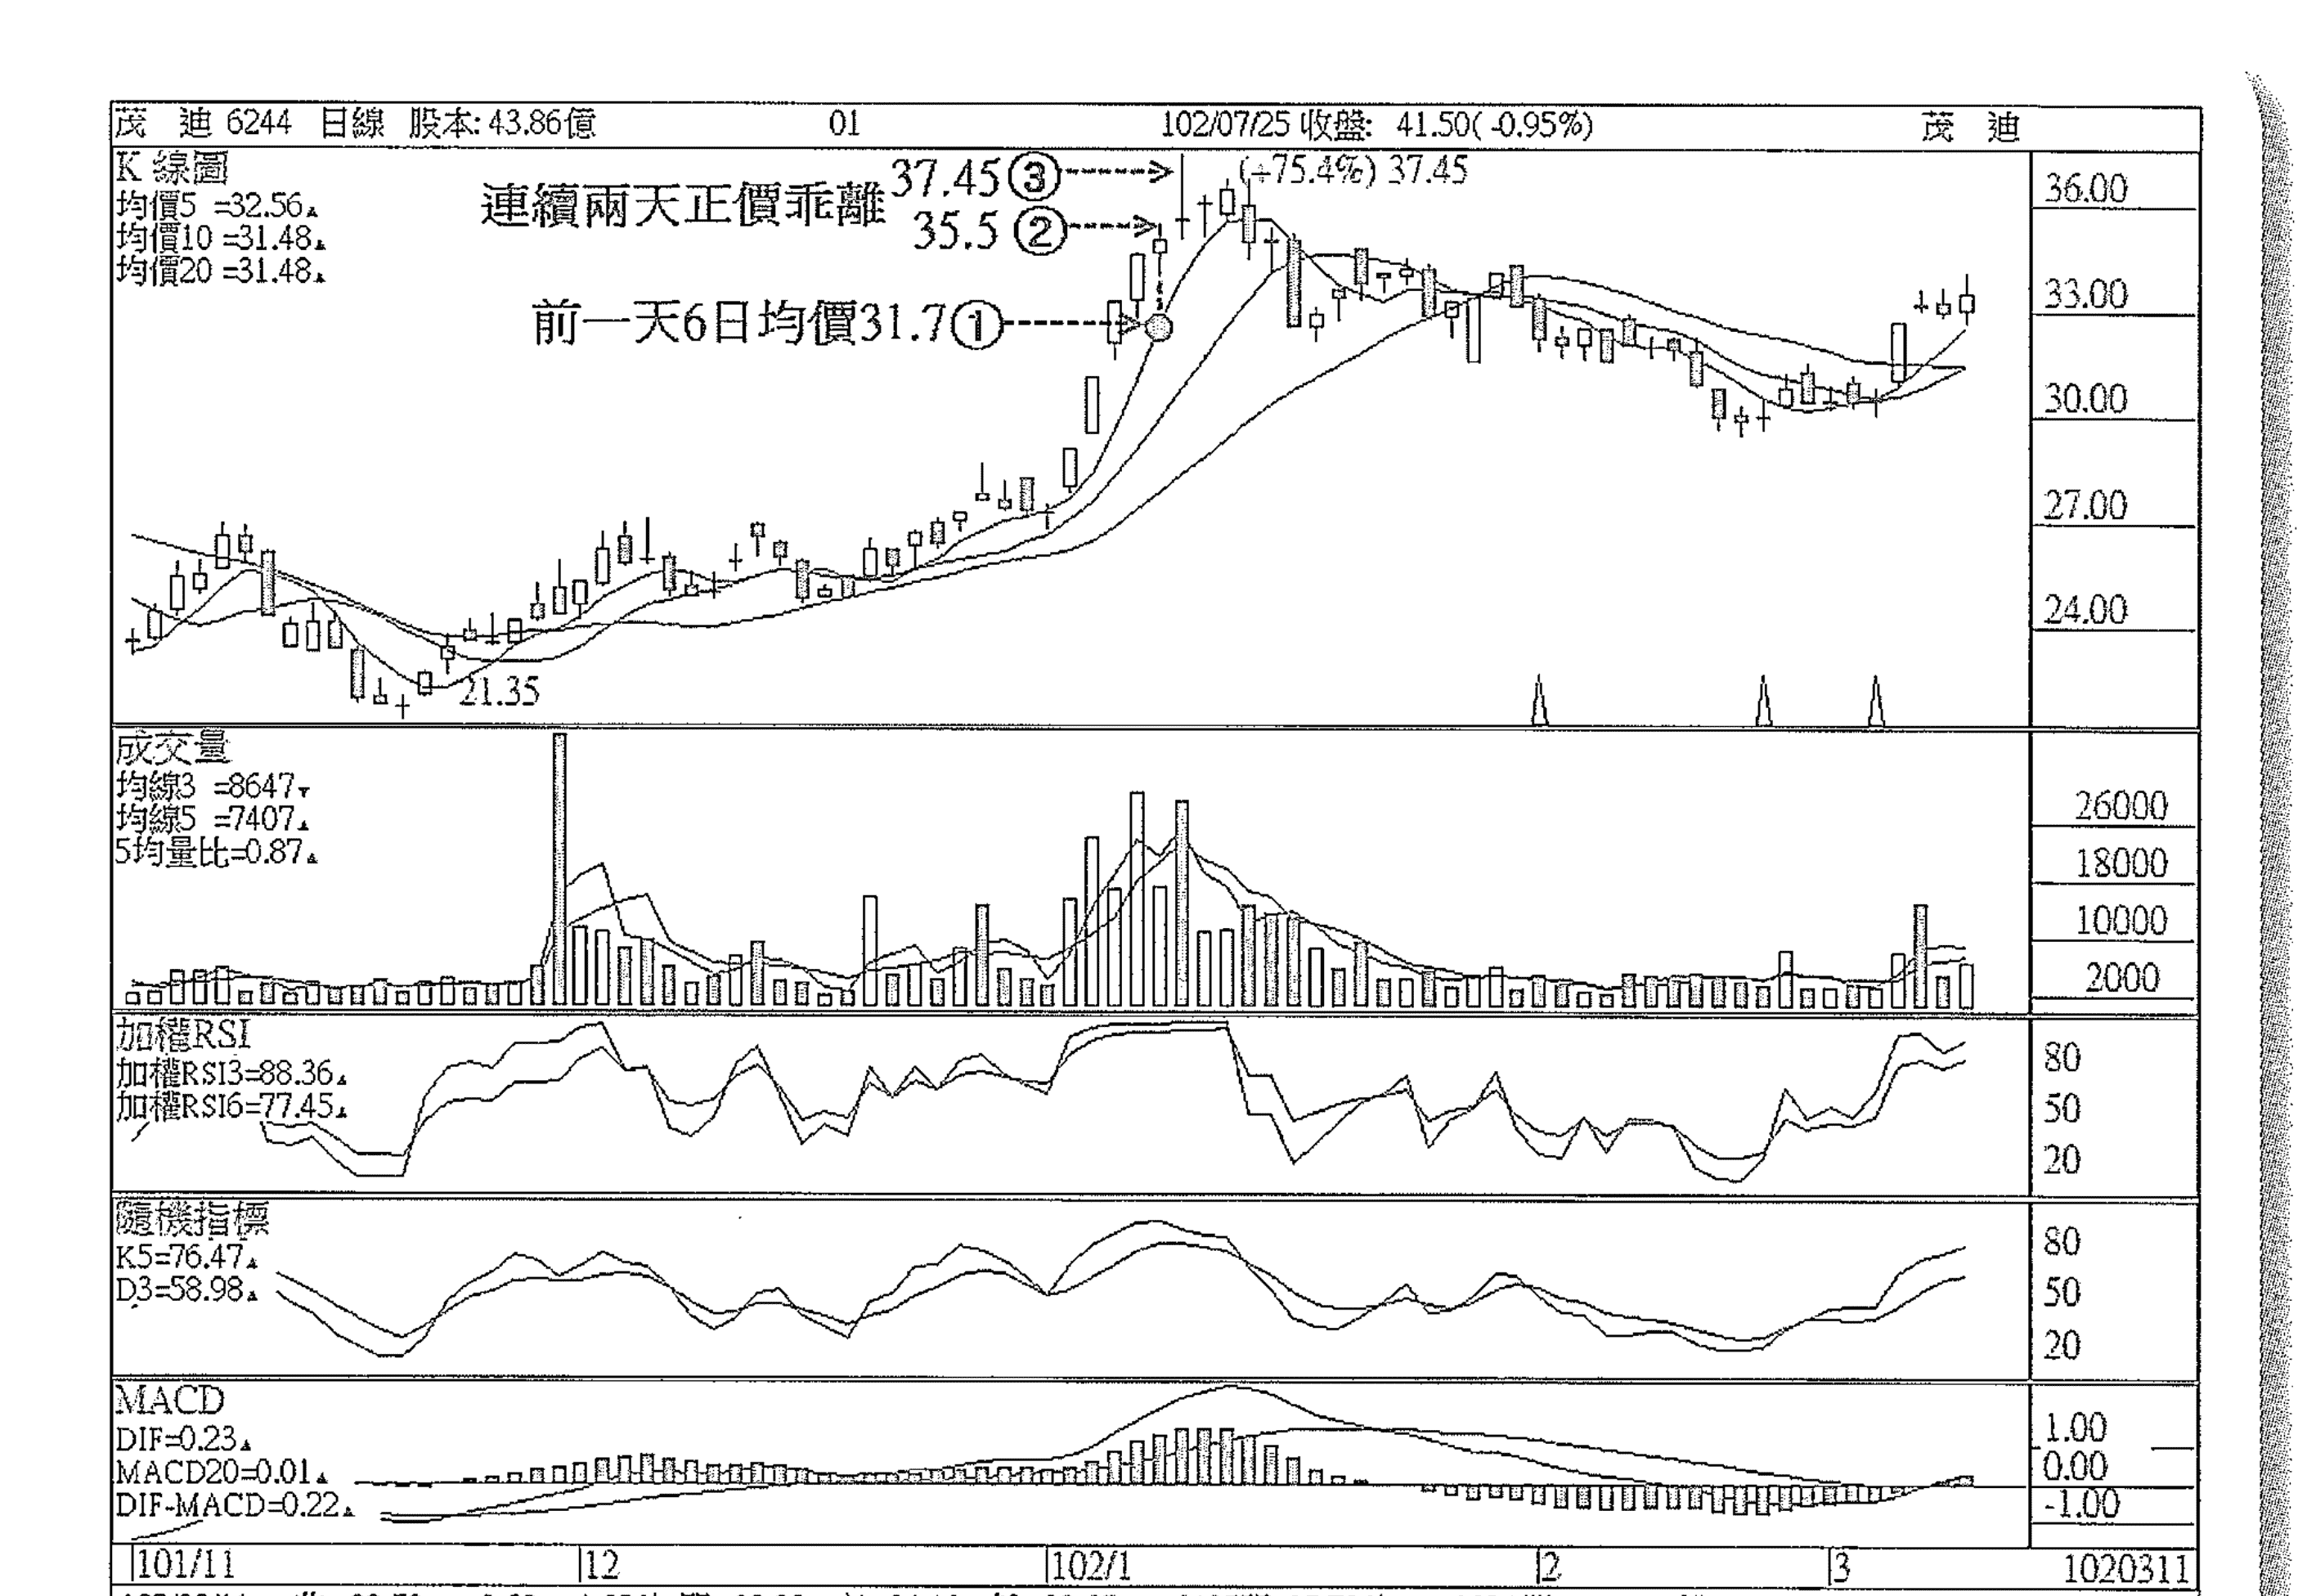 茂 迪 6244 日線 股本: 43.86億 01 102/07/25 收盤: 41.50( -0.95%) 茂 迪
K 線圖
均價5 =32.56▲
均價10 =31.48▲
均價20 =31.48▲
連續兩天正價乖離 37.45③
35.5②
(+75.4%) 37.45
前一天6日均價31.7①
21.35
36.00
33.00
30.00
27.00
24.00
成交量
均線3 =8647▼
均線5 =7407▲
5均量比=0.87▲
26000
18000
10000
2000
加權RSI
加權RSI3=88.36▲
加權RSI6=77.45▲
80
50
20
隨機指標
K5=76.47▲
D3=58.98▲
80
50
20
MACD
DIF=0.23▲
MACD20=0.01▲
DIF-MACD=0.22▲
1.00
0.00
-1.00
101/11 12 102/1 2 3 1020311